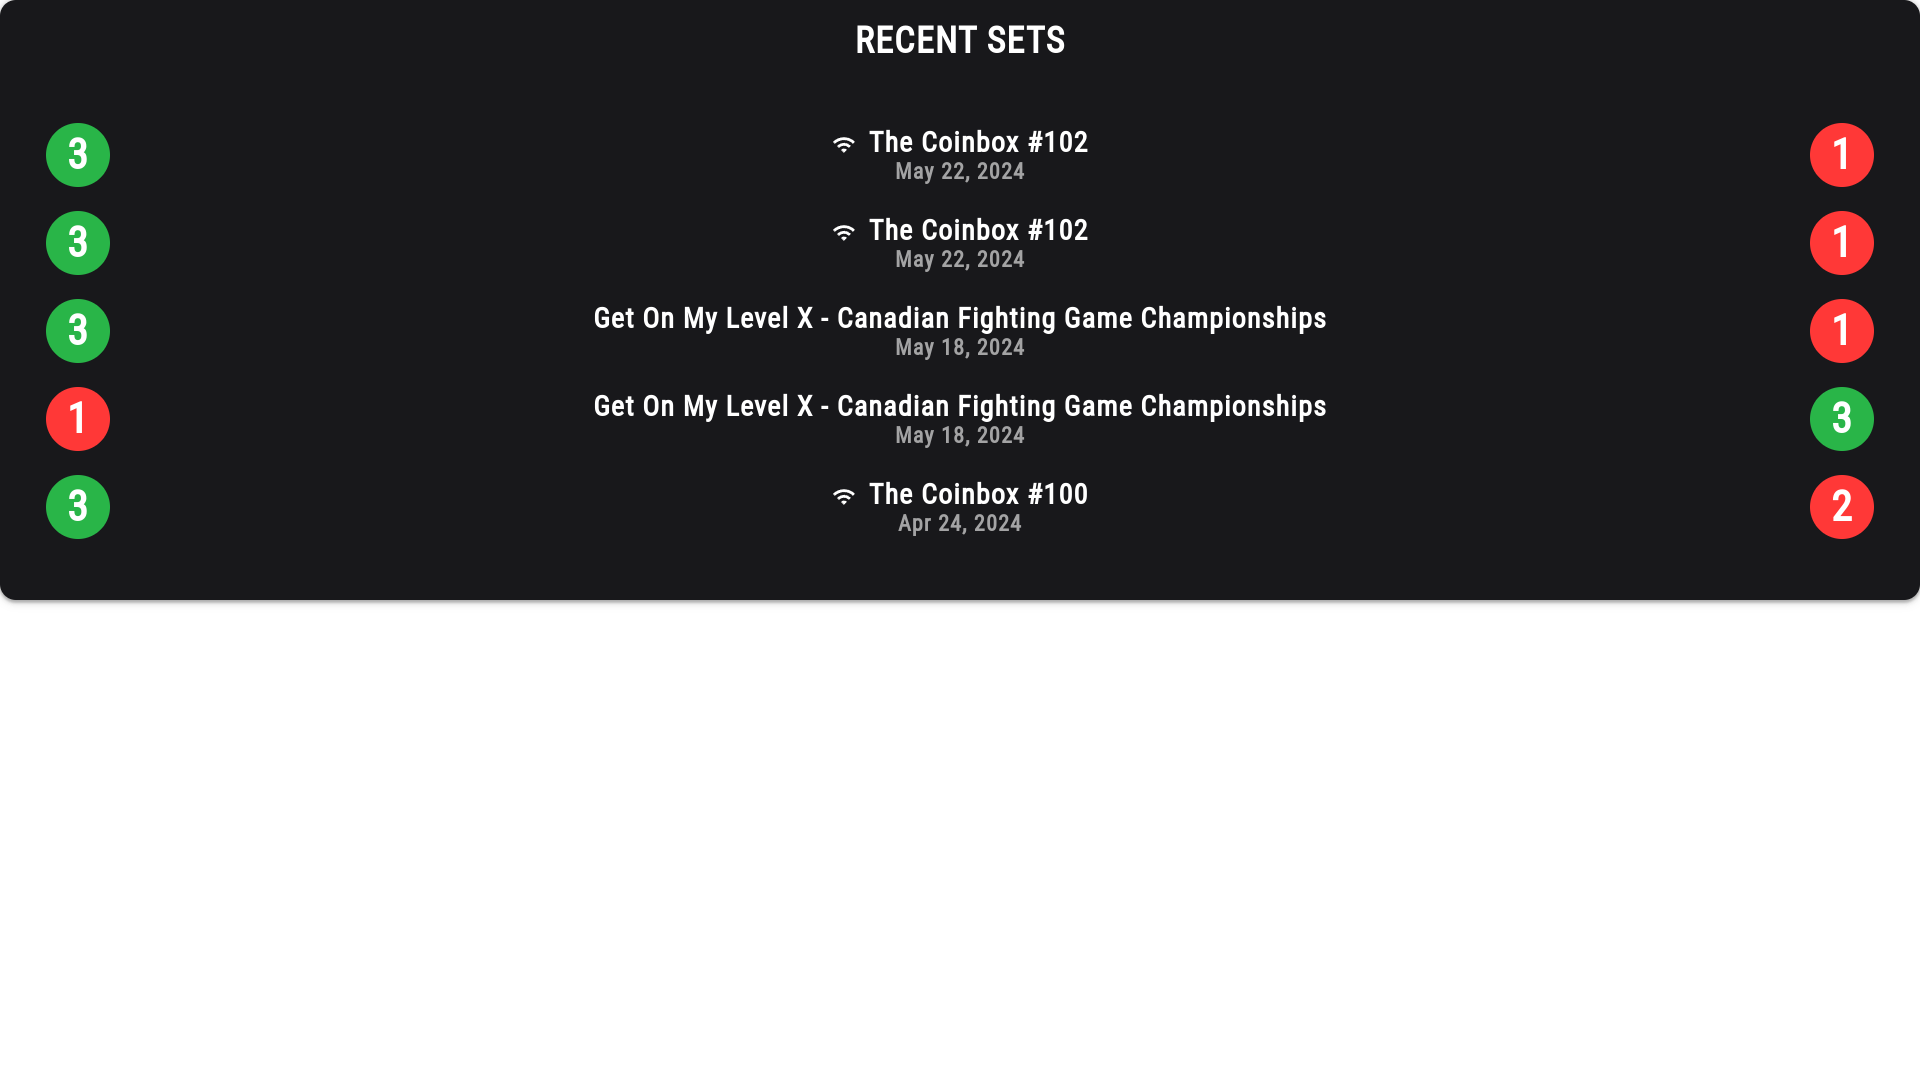 RECENT SETS
3 The Coinbox #102 1
May 22, 2024
3 The Coinbox #102 1
May 22, 2024
3 Get On My Level X - Canadian Fighting Game Championships 1
May 18, 2024
1 Get On My Level X - Canadian Fighting Game Championships 3
May 18, 2024
3 The Coinbox #100 2
Apr 24, 2024